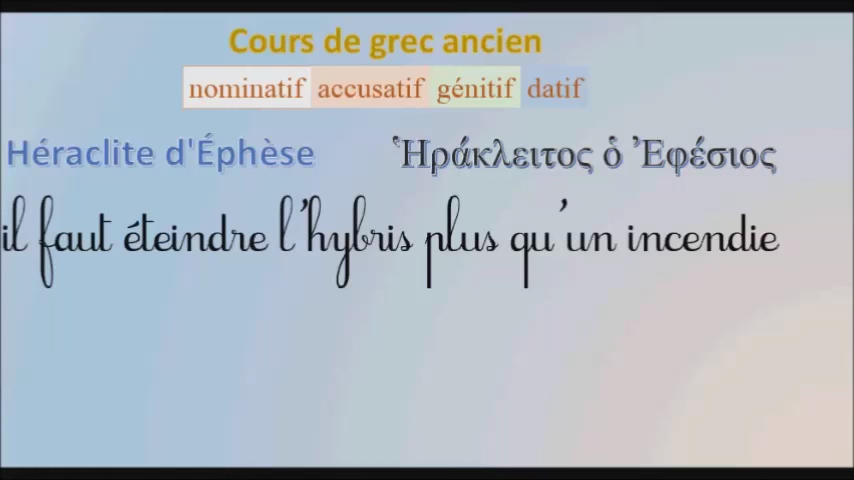 Cours de grec ancien
nominatif accusatif génitif datif
Héraclite d'Éphèse Ἡράκλειτος ὁ Ἐφέσιος
il faut éteindre l'hybris plus qu'un incendie